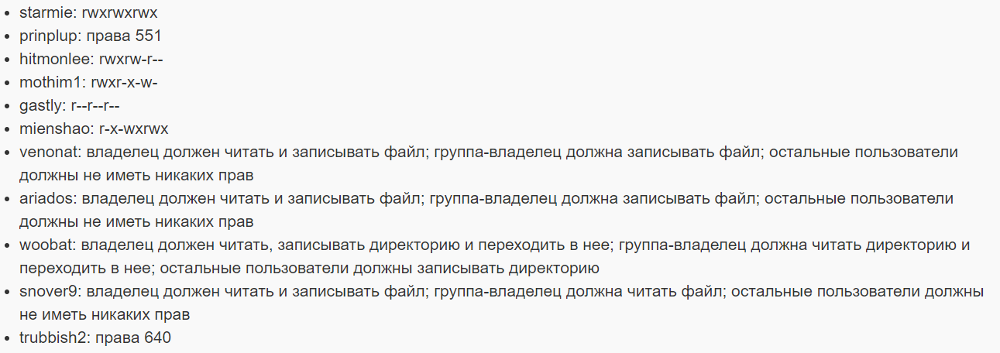 • starmie: rwxrwxrwx
• prinplup: права 551
• hitmonlee: rwxrw-r--
• mothim1: rwxr-x-w-
• gastly: r--r--r--
• mienshao: r-x-wxrwx
• venonat: владелец должен читать и записывать файл; группа-владелец должна записывать файл; остальные пользователи
должны не иметь никаких прав
• ariados: владелец должен читать и записывать файл; группа-владелец должна записывать файл; остальные пользователи
должны не иметь никаких прав
• woobat: владелец должен читать, записывать директорию и переходить в нее; группа-владелец должна читать директорию и
переходить в нее; остальные пользователи должны записывать директорию
• snover9: владелец должен читать и записывать файл; группа-владелец должна читать файл; остальные пользователи должны
не иметь никаких прав
• trubbish2: права 640